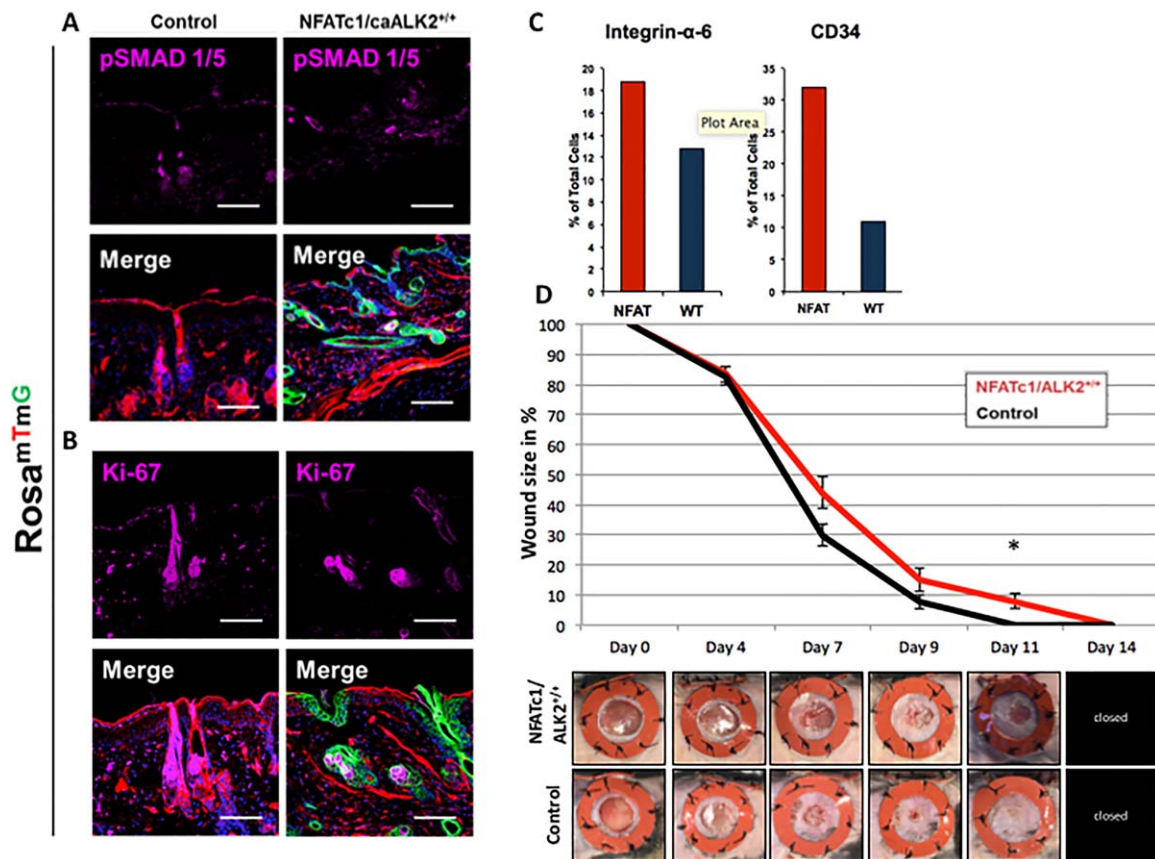 A
Control
NFATc1/caALK2+/+
pSMAD 1/5
pSMAD 1/5
Merge
Merge
B
Ki-67
Ki-67
Merge
Merge
RosamTmG
C
Integrin-α-6
CD34
% of Total Cells
20
18
16
14
12
10
8
6
4
2
0
NFAT
WT
Plot Area
% of Total Cells
35
30
25
20
15
10
5
0
NFAT
WT
D
Wound size in %
100
90
80
70
60
50
40
30
20
10
0
NFATc1/ALK2+/+
Control
*
Day 0
Day 4
Day 7
Day 9
Day 11
Day 14
NFATc1/
ALK2+/+
closed
Control
closed